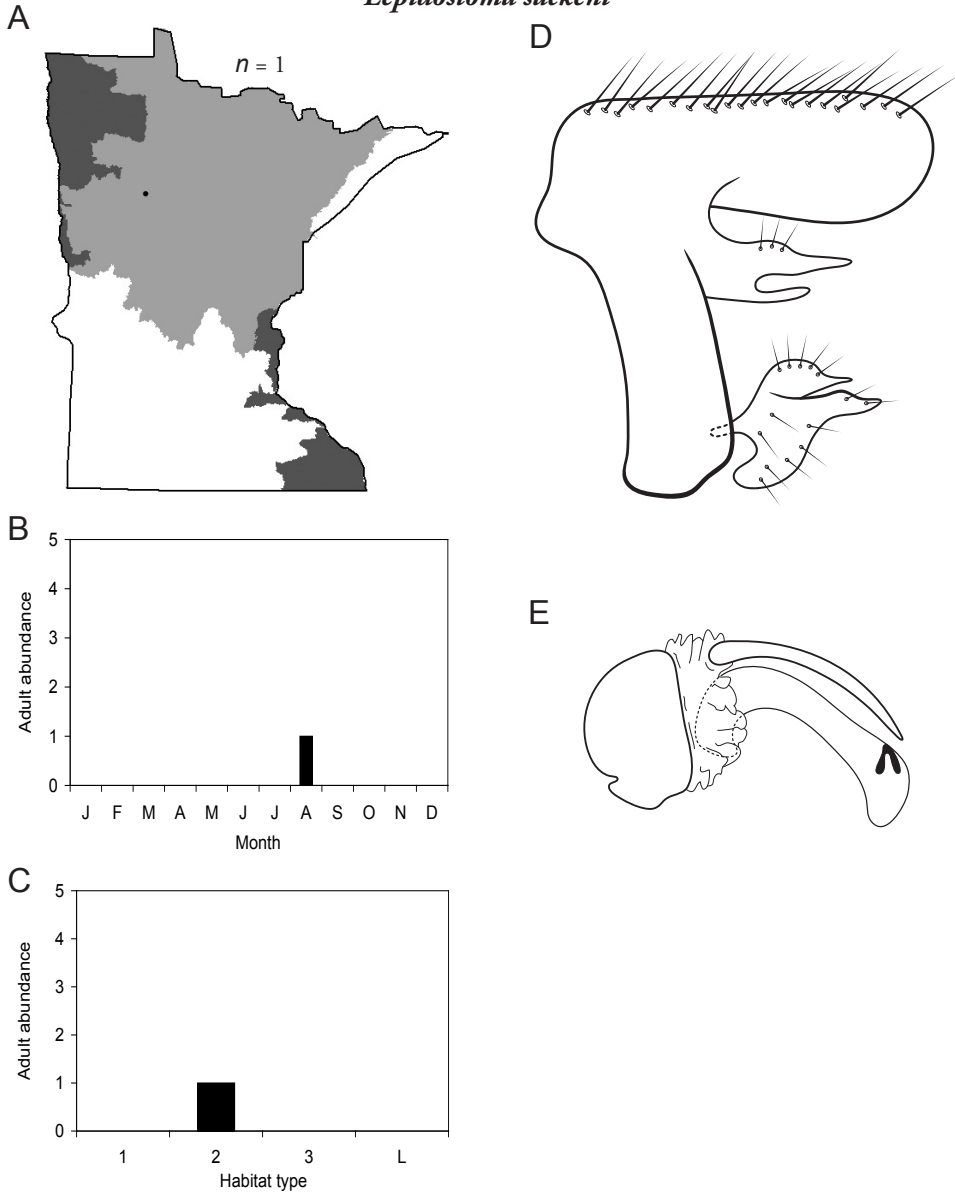 Lepidostoma sackeni
A
n = 1
D
B
5
4
3
2
1
0
Adult abundance
J F M A M J J A S O N D
Month
E
C
5
4
3
2
1
0
Adult abundance
1 2 3 L
Habitat type